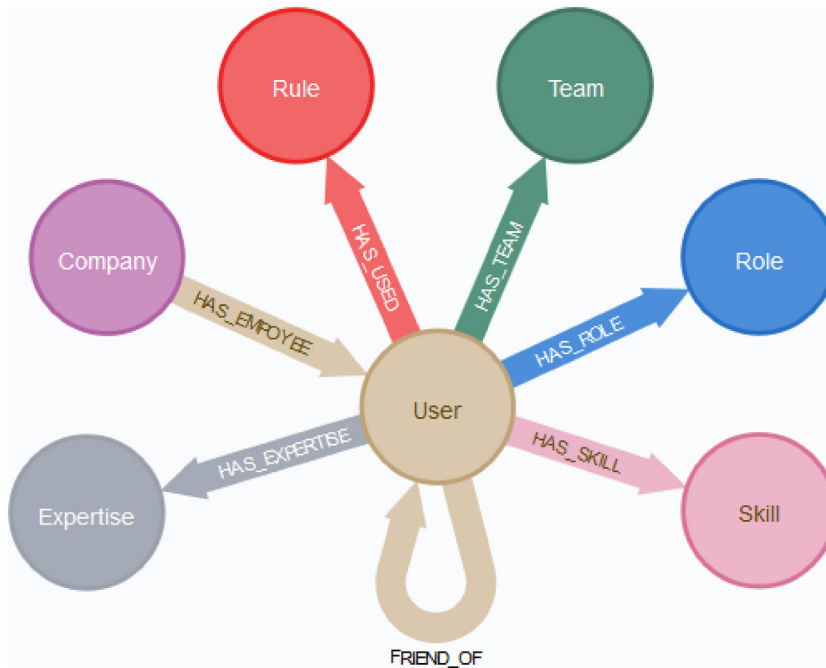 Rule
Team
Company
Role
HAS_USED
HAS_TEAM
HAS_EMPOYEE
HAS_ROLE
User
HAS_EXPERTISE
HAS_SKILL
Expertise
Skill
FRIEND_OF